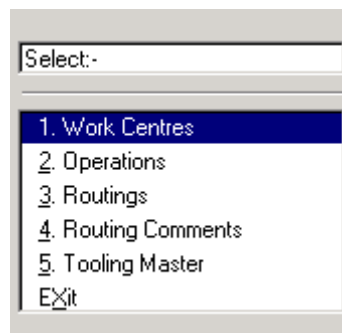 Select:-
1. Work Centres
2. Operations
3. Routings
4. Routing Comments
5. Tooling Master
EXit